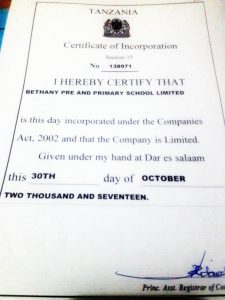 TANZANIA
Certificate of Incorporation
Section 15
No 138971
I HEREBY CERTIFY THAT
BETHANY PRE AND PRIMARY SCHOOL LIMITED
is this day incorporated under the Companies
Act, 2002 and that the Company is Limited.
Given under my hand at Dar es salaam
this 30TH day of OCTOBER
TWO THOUSAND AND SEVENTEEN.
Princ. Asst. Registrar of Co